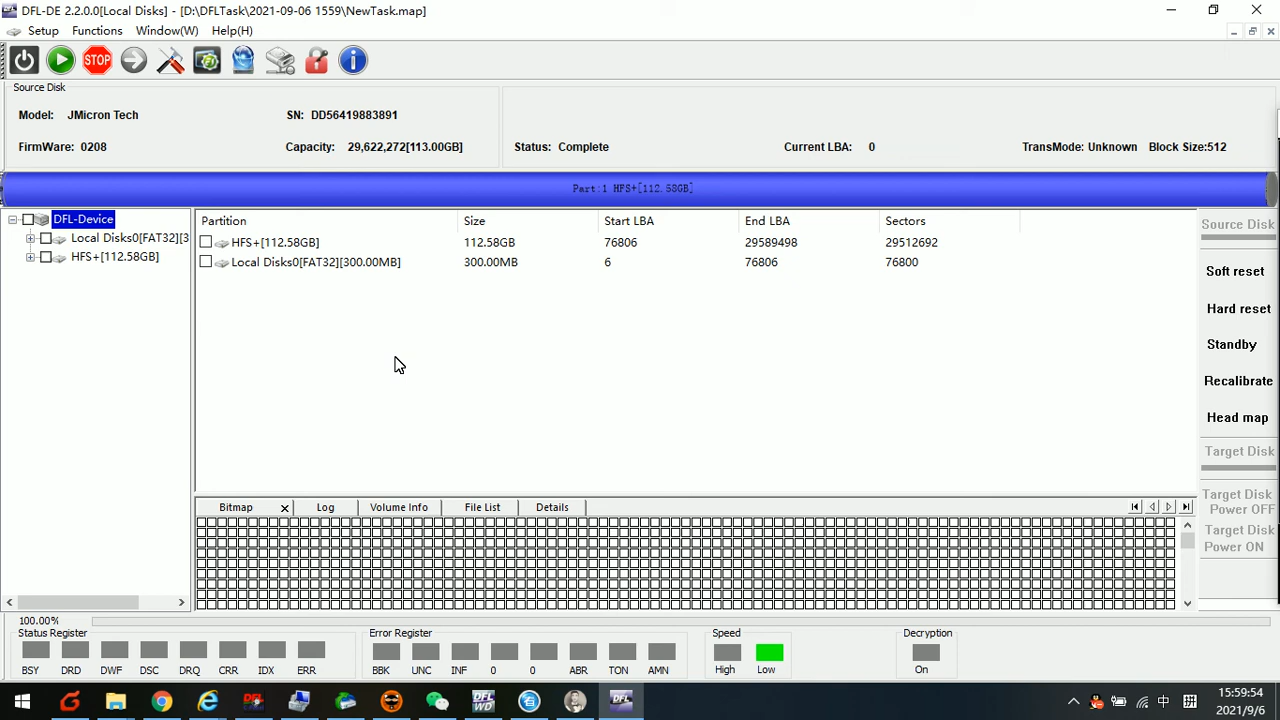 DFL-DE 2.2.0.0[Local Disks] - [D:\DFLTask\2021-09-06 1559\NewTask.map]
Setup Functions Window(W) Help(H)
STOP
Source Disk
Model: JMicron Tech SN: DD56419883891
FirmWare: 0208 Capacity: 29,622,272[113.00GB] Status: Complete Current LBA: 0 TransMode: Unknown Block Size:512
Part:1 HFS+[112.58GB]
DFL-Device
Local Disks0[FAT32][3
HFS+[112.58GB]
Partition Size Start LBA End LBA Sectors
HFS+[112.58GB] 112.58GB 76806 29589498 29512692
Local Disks0[FAT32][300.00MB] 300.00MB 6 76806 76800
Source Disk
Soft reset
Hard reset
Standby
Recalibrate
Head map
Target Disk
Target Disk
Power OFF
Target Disk
Power ON
Bitmap Log Volume Info File List Details
100.00%
Status Register Error Register Speed Decryption
BSY DRD DWF DSC DRQ CRR IDX ERR BBK UNC INF 0 0 ABR TON AMN High Low On
DFL
WD
DFL
中
拼
15:59:54
2021/9/6